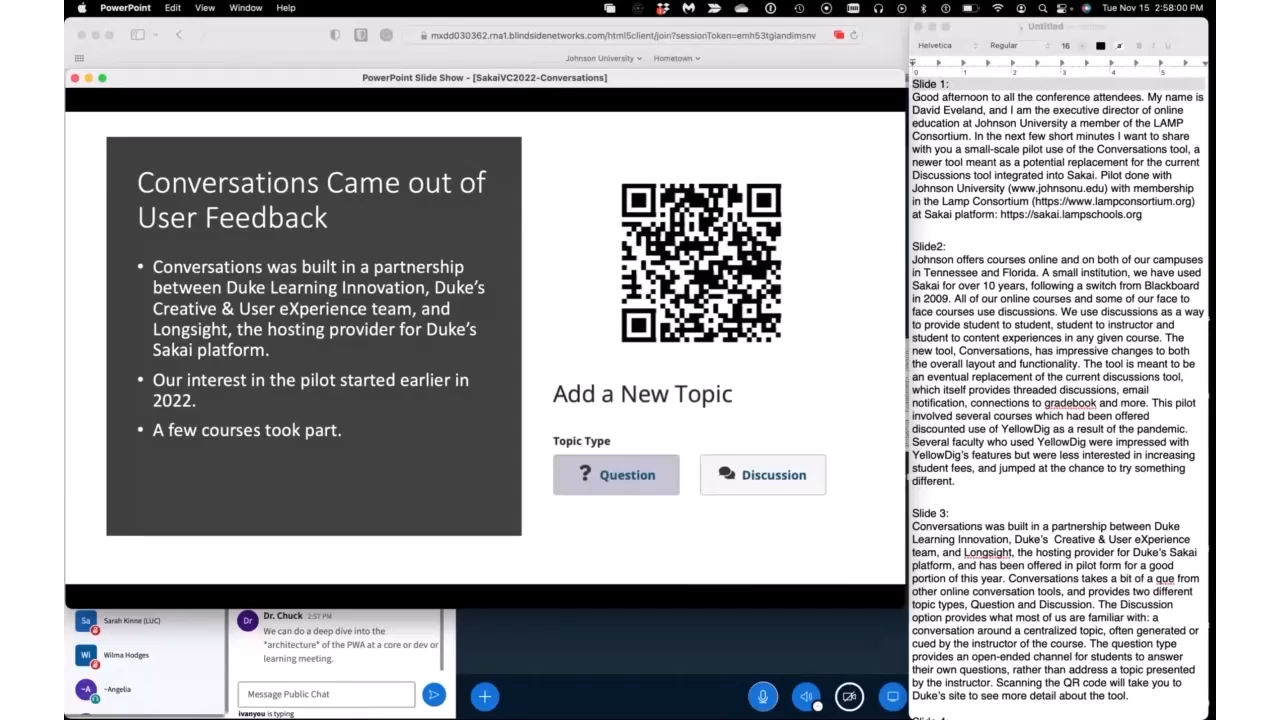 PowerPoint Edit View Window Help
Tue Nov 15 2:58:00 PM
mxdd030362.rna1.blindsidenetworks.com/html5client/join?sessionToken=emh53tgiandimsnv
Johnson University Hometown
PowerPoint Slide Show - [SakaiVC2022-Conversations]
Conversations Came out of
User Feedback
• Conversations was built in a partnership
between Duke Learning Innovation, Duke's
Creative & User eXperience team, and
Longsight, the hosting provider for Duke's
Sakai platform.
• Our interest in the pilot started earlier in
2022.
• A few courses took part.
Add a New Topic
Topic Type
? Question
Discussion
Sa Sarah Kinne (LUC)
Wi Wilma Hodges
~A ~Angelia
Dr Dr. Chuck 2:57 PM
We can do a deep dive into the
*architecture* of the PWA at a core or dev or
learning meeting.
Message Public Chat
ivanyou is typing
Untitled
Helvetica Regular 16 a B I U
0 1 2 3 4 5
Slide 1:
Good afternoon to all the conference attendees. My name is
David Eveland, and I am the executive director of online
education at Johnson University a member of the LAMP
Consortium. In the next few short minutes I want to share
with you a small-scale pilot use of the Conversations tool, a
newer tool meant as a potential replacement for the current
Discussions tool integrated into Sakai. Pilot done with
Johnson University (www.johnsonu.edu) with membership
in the Lamp Consortium (https://www.lampconsortium.org)
at Sakai platform: https://sakai.lampschools.org
Slide2:
Johnson offers courses online and on both of our campuses
in Tennessee and Florida. A small institution, we have used
Sakai for over 10 years, following a switch from Blackboard
in 2009. All of our online courses and some of our face to
face courses use discussions. We use discussions as a way
to provide student to student, student to instructor and
student to content experiences in any given course. The
new tool, Conversations, has impressive changes to both
the overall layout and functionality. The tool is meant to be
an eventual replacement of the current discussions tool,
which itself provides threaded discussions, email
notification, connections to gradebook and more. This pilot
involved several courses which had been offered
discounted use of YellowDig as a result of the pandemic.
Several faculty who used YellowDig were impressed with
YellowDig's features but were less interested in increasing
student fees, and jumped at the chance to try something
different.
Slide 3:
Conversations was built in a partnership between Duke
Learning Innovation, Duke's Creative & User eXperience
team, and Longsight, the hosting provider for Duke's Sakai
platform, and has been offered in pilot form for a good
portion of this year. Conversations takes a bit of a que from
other online conversation tools, and provides two different
topic types, Question and Discussion. The Discussion
option provides what most of us are familiar with: a
conversation around a centralized topic, often generated or
cued by the instructor of the course. The question type
provides an open-ended channel for students to answer
their own questions, rather than address a topic presented
by the instructor. Scanning the QR code will take you to
Duke's site to see more detail about the tool.